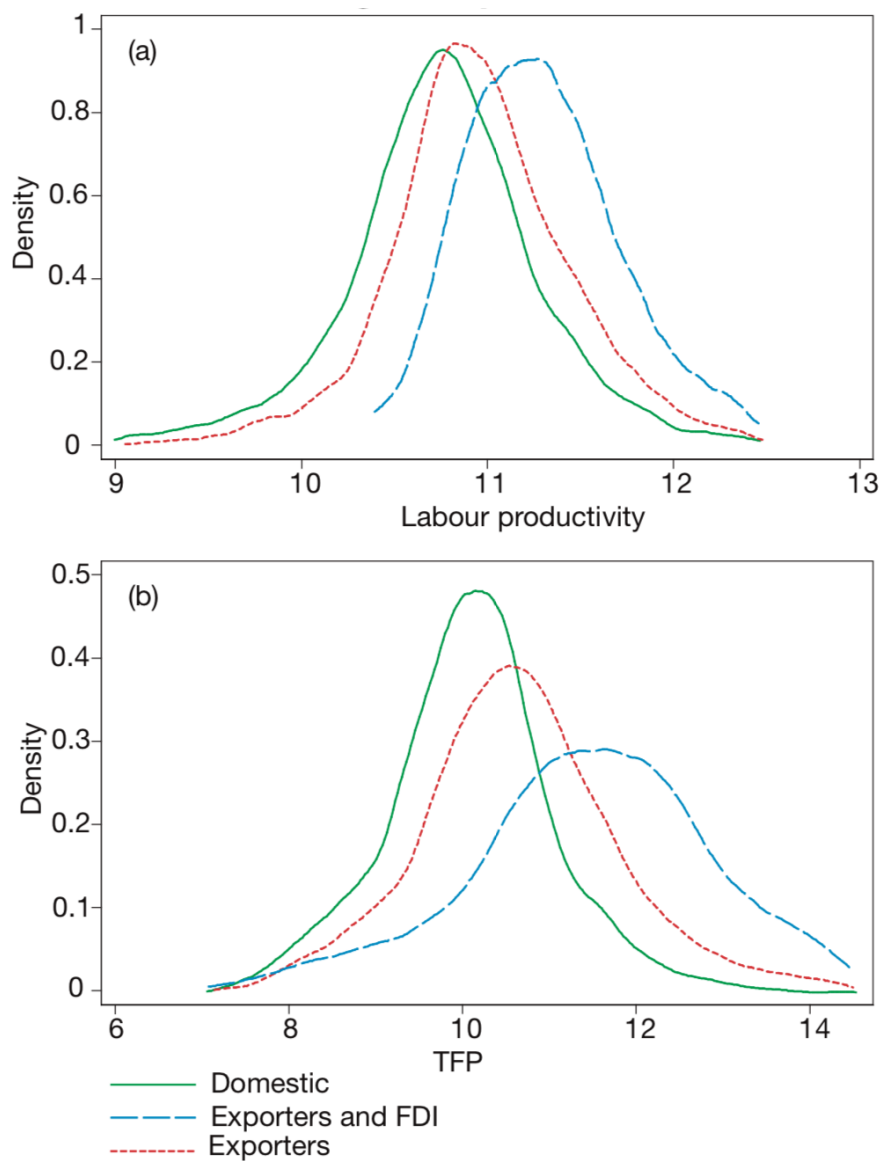 1
(a)
0.8
0.6
0.4
0.2
0
Density
9 10 11 12 13
Labour productivity
0.5
(b)
0.4
0.3
0.2
0.1
0
Density
6 8 10 12 14
TFP
Domestic
Exporters and FDI
Exporters